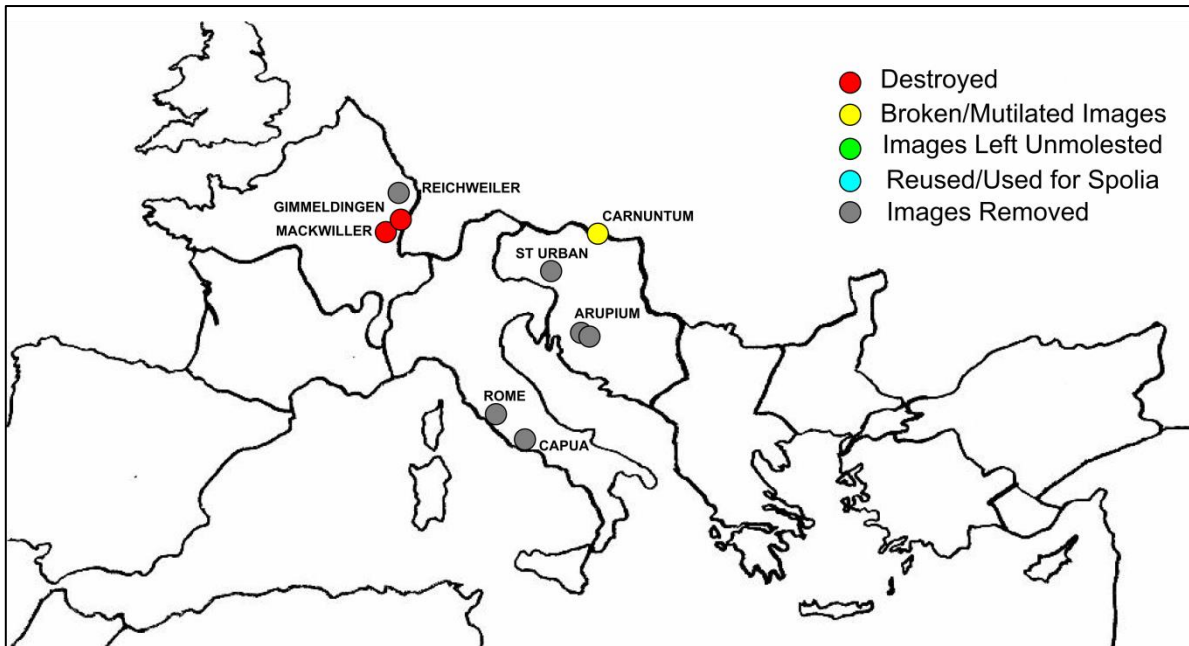 Destroyed
Broken/Mutilated Images
Images Left Unmolested
Reused/Used for Spolia
Images Removed
REICHWEILER
GIMMELDINGEN
MACKWILLER
CARNUNTUM
ST URBAN
ARUPIUM
ROME
CAPUA